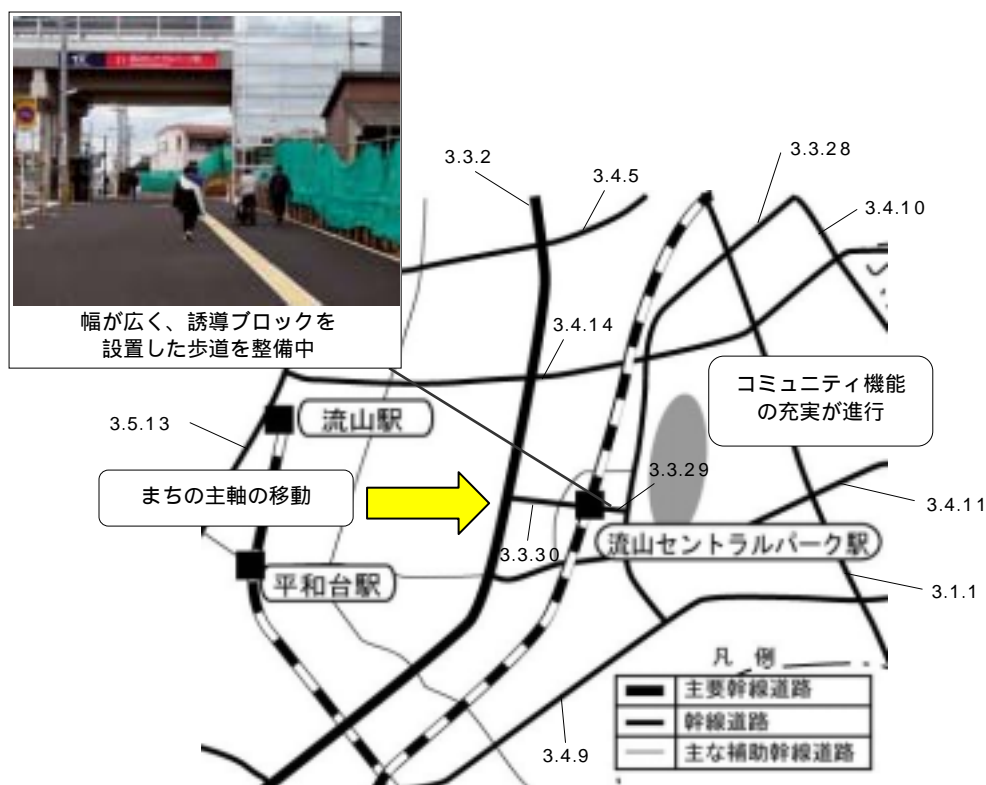 幅が広く、誘導ブロックを
設置した歩道を整備中
3.3.2
3.4.5
3.3.28
3.4.10
3.4.14
コミュニティ機能
の充実が進行
3.5.13
流山駅
まちの主軸の移動
3.3.29
3.4.11
3.3.30
流山セントラルパーク駅
平和台駅
3.1.1
凡例
主要幹線道路
幹線道路
主な補助幹線道路
3.4.9